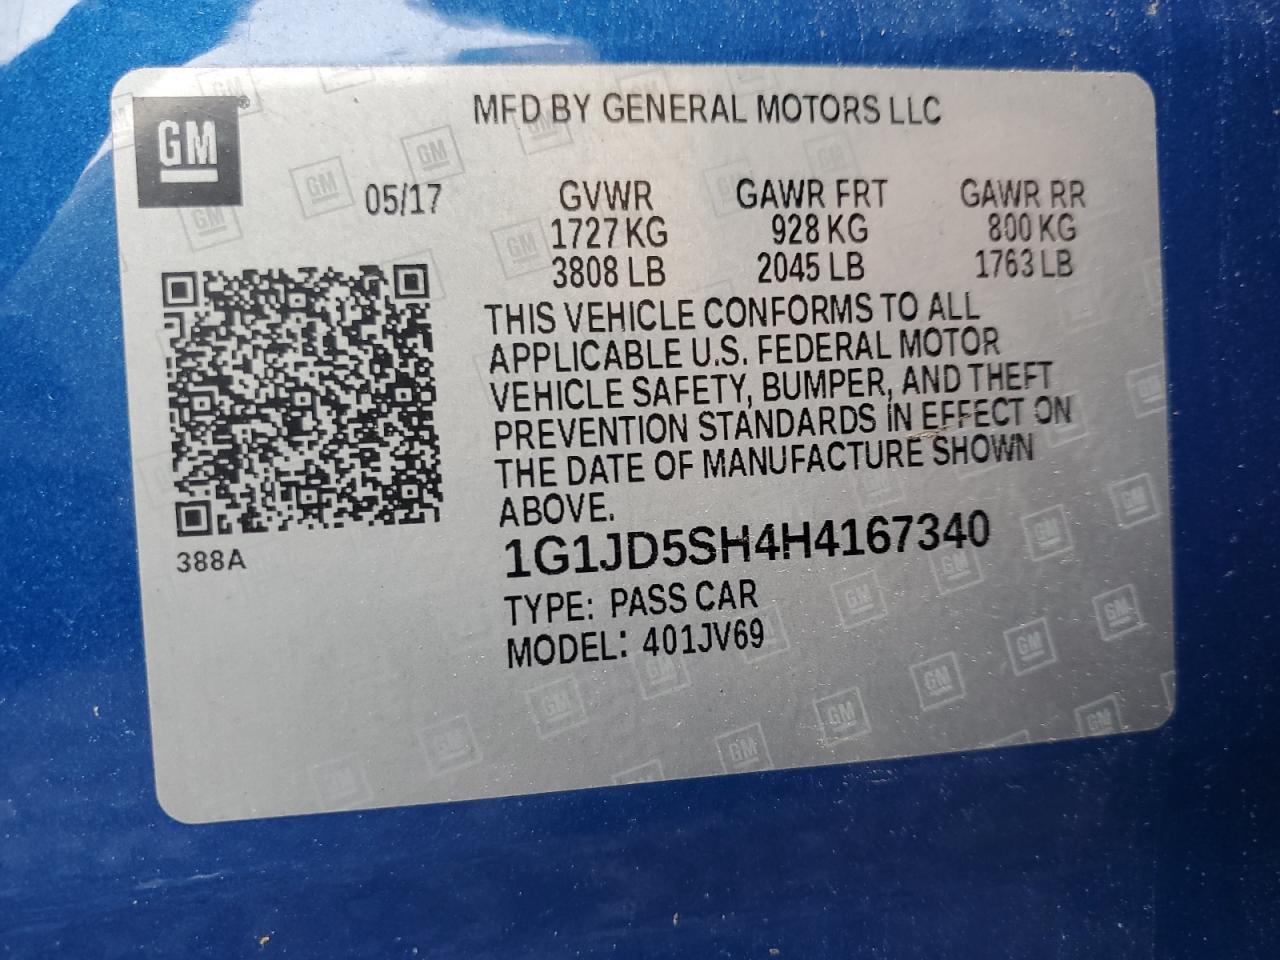 GM
MFD BY GENERAL MOTORS LLC
05/17
GVWR GAWR FRT GAWR RR
1727 KG 928 KG 800 KG
3808 LB 2045 LB 1763 LB
THIS VEHICLE CONFORMS TO ALL
APPLICABLE U.S. FEDERAL MOTOR
VEHICLE SAFETY, BUMPER, AND THEFT
PREVENTION STANDARDS IN EFFECT ON
THE DATE OF MANUFACTURE SHOWN
ABOVE.
388A
1G1JD5SH4H4167340
TYPE: PASS CAR
MODEL: 401JV69